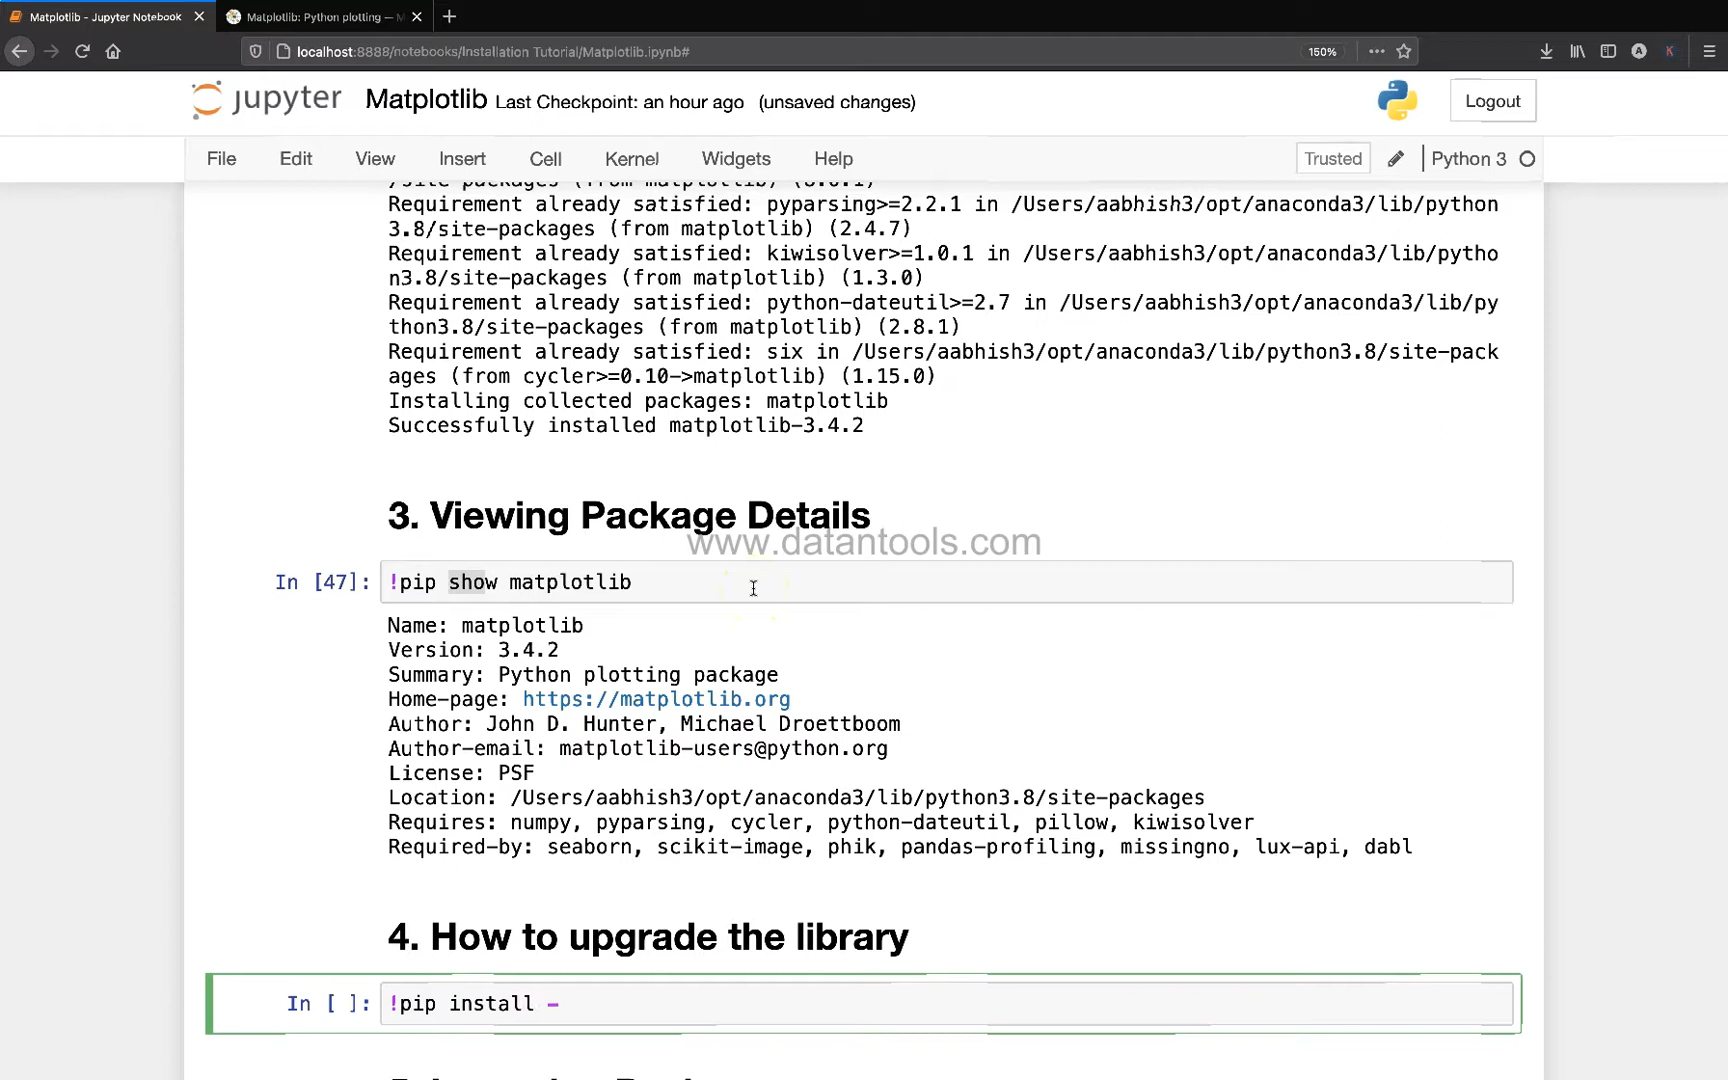 Matplotlib - Jupyter Notebook
Matplotlib: Python plotting — M
localhost:8888/notebooks/Installation Tutorial/Matplotlib.ipynb#
150%
jupyter Matplotlib Last Checkpoint: an hour ago (unsaved changes)
Logout
File Edit View Insert Cell Kernel Widgets Help
Trusted
Python 3
/site-packages (from matplotlib)
Requirement already satisfied: pyparsing>=2.2.1 in /Users/aabhish3/opt/anaconda3/lib/python
3.8/site-packages (from matplotlib) (2.4.7)
Requirement already satisfied: kiwisolver>=1.0.1 in /Users/aabhish3/opt/anaconda3/lib/pytho
n3.8/site-packages (from matplotlib) (1.3.0)
Requirement already satisfied: python-dateutil>=2.7 in /Users/aabhish3/opt/anaconda3/lib/py
thon3.8/site-packages (from matplotlib) (2.8.1)
Requirement already satisfied: six in /Users/aabhish3/opt/anaconda3/lib/python3.8/site-pack
ages (from cycler>=0.10->matplotlib) (1.15.0)
Installing collected packages: matplotlib
Successfully installed matplotlib-3.4.2
3. Viewing Package Details
www.datantools.com
In [47]: !pip show matplotlib
Name: matplotlib
Version: 3.4.2
Summary: Python plotting package
Home-page: https://matplotlib.org
Author: John D. Hunter, Michael Droettboom
Author-email: matplotlib-users@python.org
License: PSF
Location: /Users/aabhish3/opt/anaconda3/lib/python3.8/site-packages
Requires: numpy, pyparsing, cycler, python-dateutil, pillow, kiwisolver
Required-by: seaborn, scikit-image, phik, pandas-profiling, missingno, lux-api, dabl
4. How to upgrade the library
In [ ]: !pip install -